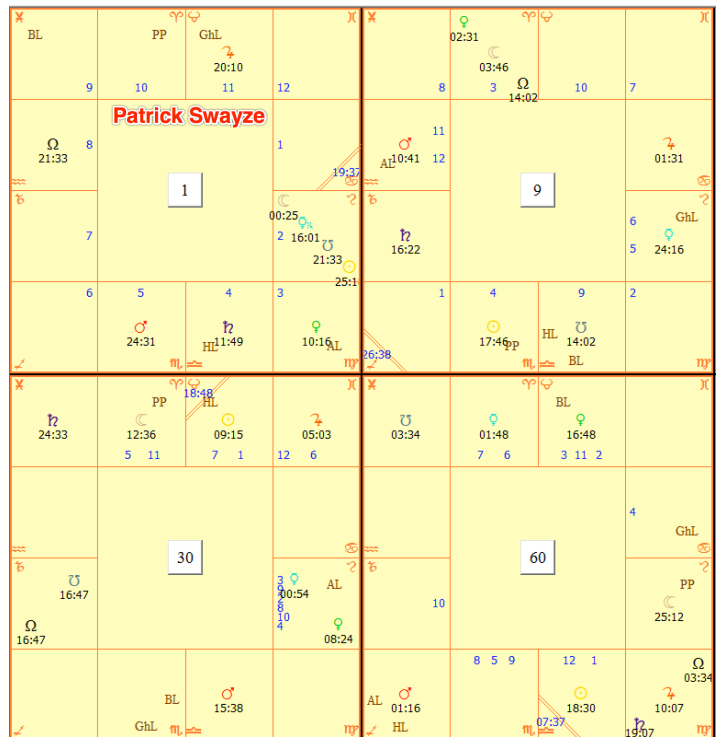 BL PP GhL
20:10
9 10 11 12
Patrick Swayze
8 1
21:33
19:37
1
00:25
7 2 16:01
21:33
25:1
6 5 4 3
24:31 HL 11:49 10:16 AL
02:31
03:46
8 3 10 7
14:02
11
AL 10:41 12 01:31
9
6 GhL
16:22 5 24:16
1 4 9 2
17:46 PP HL 14:02
26:38 BL
18:48
PP HL
24:33 12:36 09:15 05:03
5 11 7 1 12 6
30
3
00:54 AL
16:47 8
10
16:47 4 08:24
BL 15:38
GhL
BL
03:34 01:48 16:48
7 6 3 11 2
4
GhL
60
PP
10 25:12
8 5 9 12 1
03:34
AL 01:16 18:30 10:07
HL 07:37 19:07